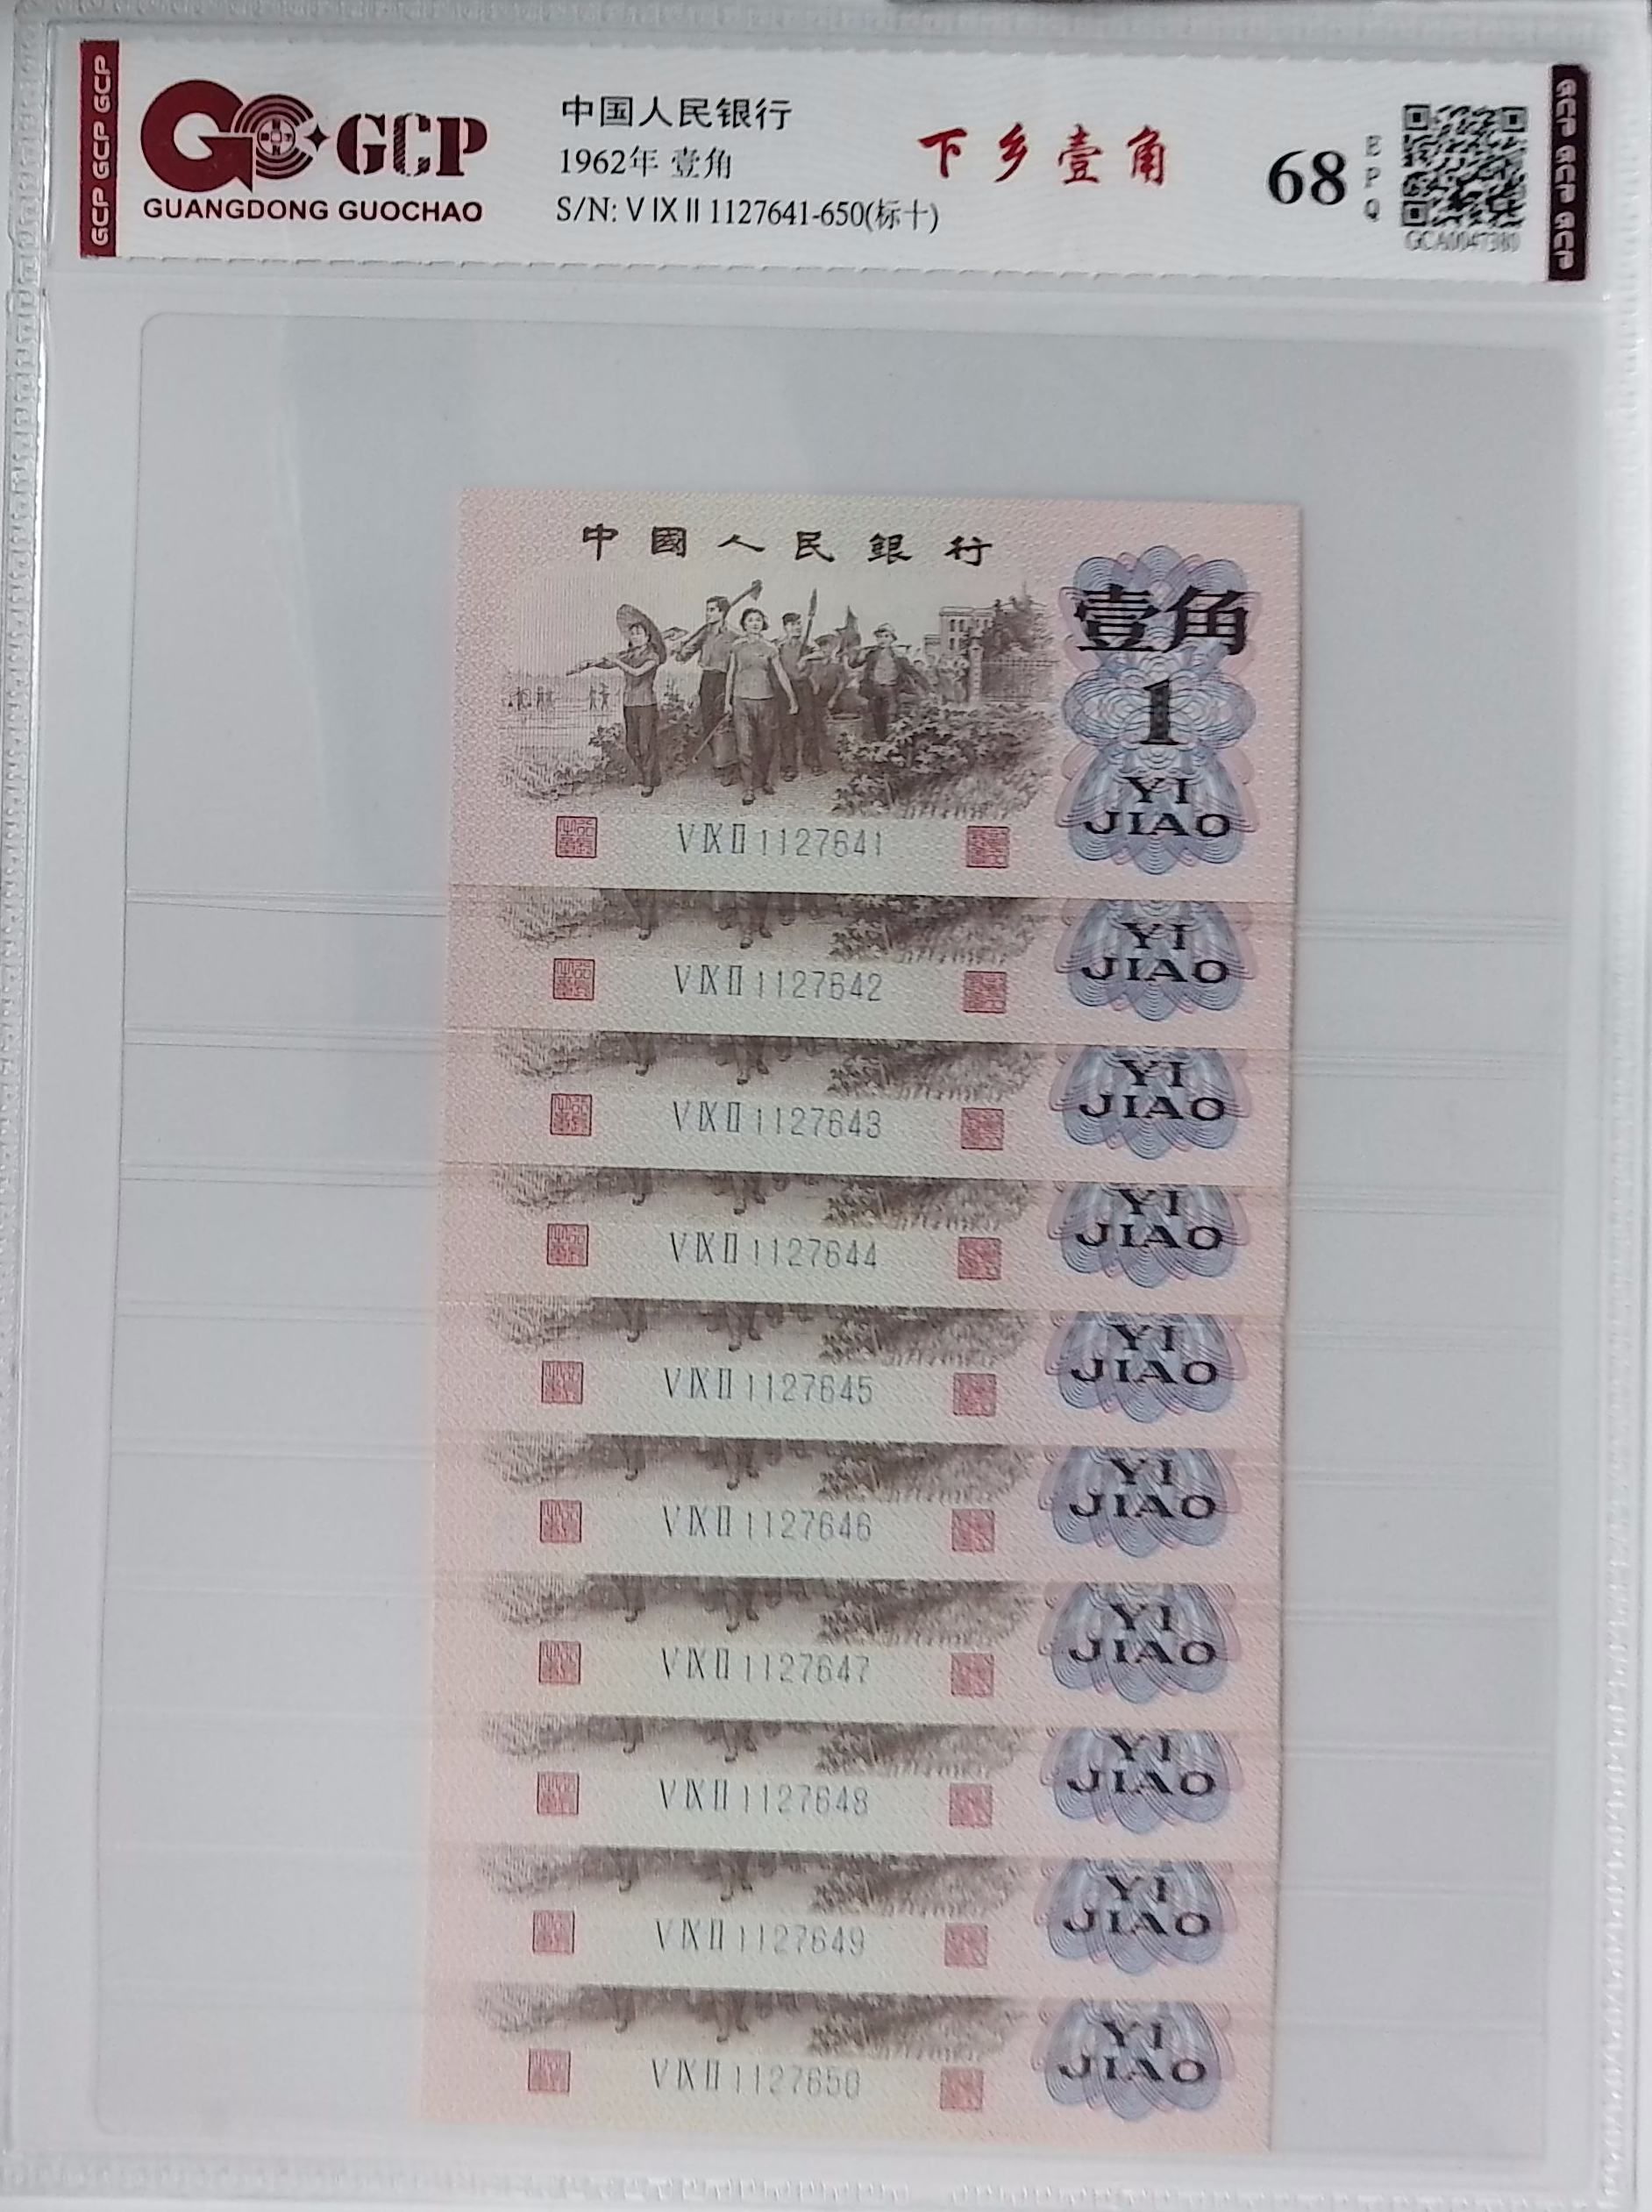 GCP GCP GCP
GCP
GUANGDONG GUOCHAO
中国人民银行
1962年 壹角
S/N: V IX II 1127641-650(标十)
下乡壹角
68
EPQ
GCA0047380
GCP GCP GCP
中國人民銀行
壹角
1
YI
JIAO
V IX II 1127641
YI
JIAO
V IX II 1127642
YI
JIAO
V IX II 1127643
YI
JIAO
V IX II 1127644
YI
JIAO
V IX II 1127645
YI
JIAO
V IX II 1127646
YI
JIAO
V IX II 1127647
YI
JIAO
V IX II 1127648
YI
JIAO
V IX II 1127649
YI
JIAO
V IX II 1127650